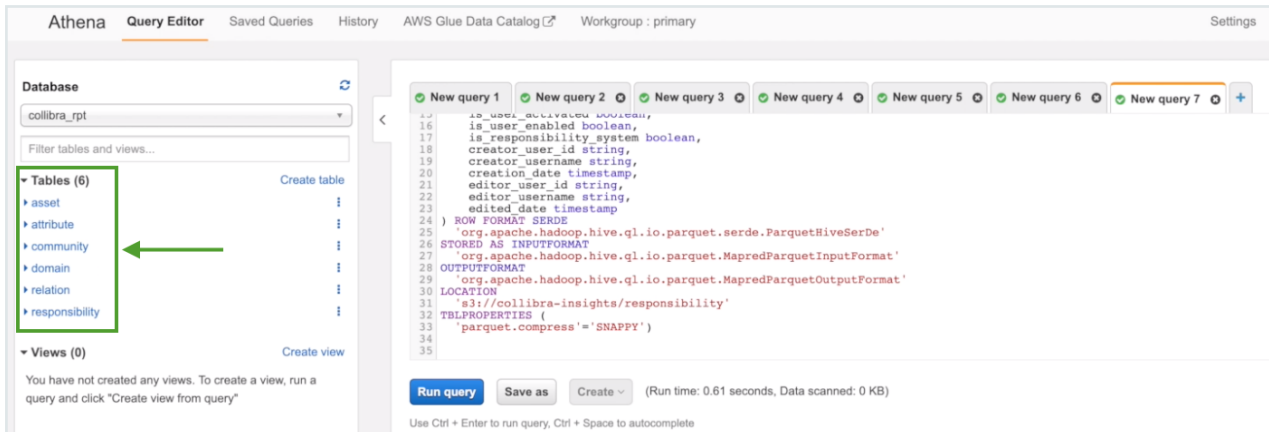 Athena Query Editor Saved Queries History AWS Glue Data Catalog Workgroup : primary Settings
Database
collibra_rpt
Filter tables and views...
Tables (6) Create table
asset
attribute
community
domain
relation
responsibility
Views (0) Create view
You have not created any views. To create a view, run a
query and click "Create view from query"
New query 1 New query 2 New query 3 New query 4 New query 5 New query 6 New query 7 +
15 is_user_activated boolean,
16 is_user_enabled boolean,
17 is_responsibility_system boolean,
18 creator_user_id string,
19 creator_username string,
20 creation_date timestamp,
21 editor_user_id string,
22 editor_username string,
23 edited_date timestamp
24 ) ROW FORMAT SERDE
25 'org.apache.hadoop.hive.ql.io.parquet.serde.ParquetHiveSerDe'
26 STORED AS INPUTFORMAT
27 'org.apache.hadoop.hive.ql.io.parquet.MapredParquetInputFormat'
28 OUTPUTFORMAT
29 'org.apache.hadoop.hive.ql.io.parquet.MapredParquetOutputFormat'
30 LOCATION
31 's3://collibra-insights/responsibility'
32 TBLPROPERTIES (
33 'parquet.compress'='SNAPPY')
34
35
Run query Save as Create (Run time: 0.61 seconds, Data scanned: 0 KB)
Use Ctrl + Enter to run query, Ctrl + Space to autocomplete